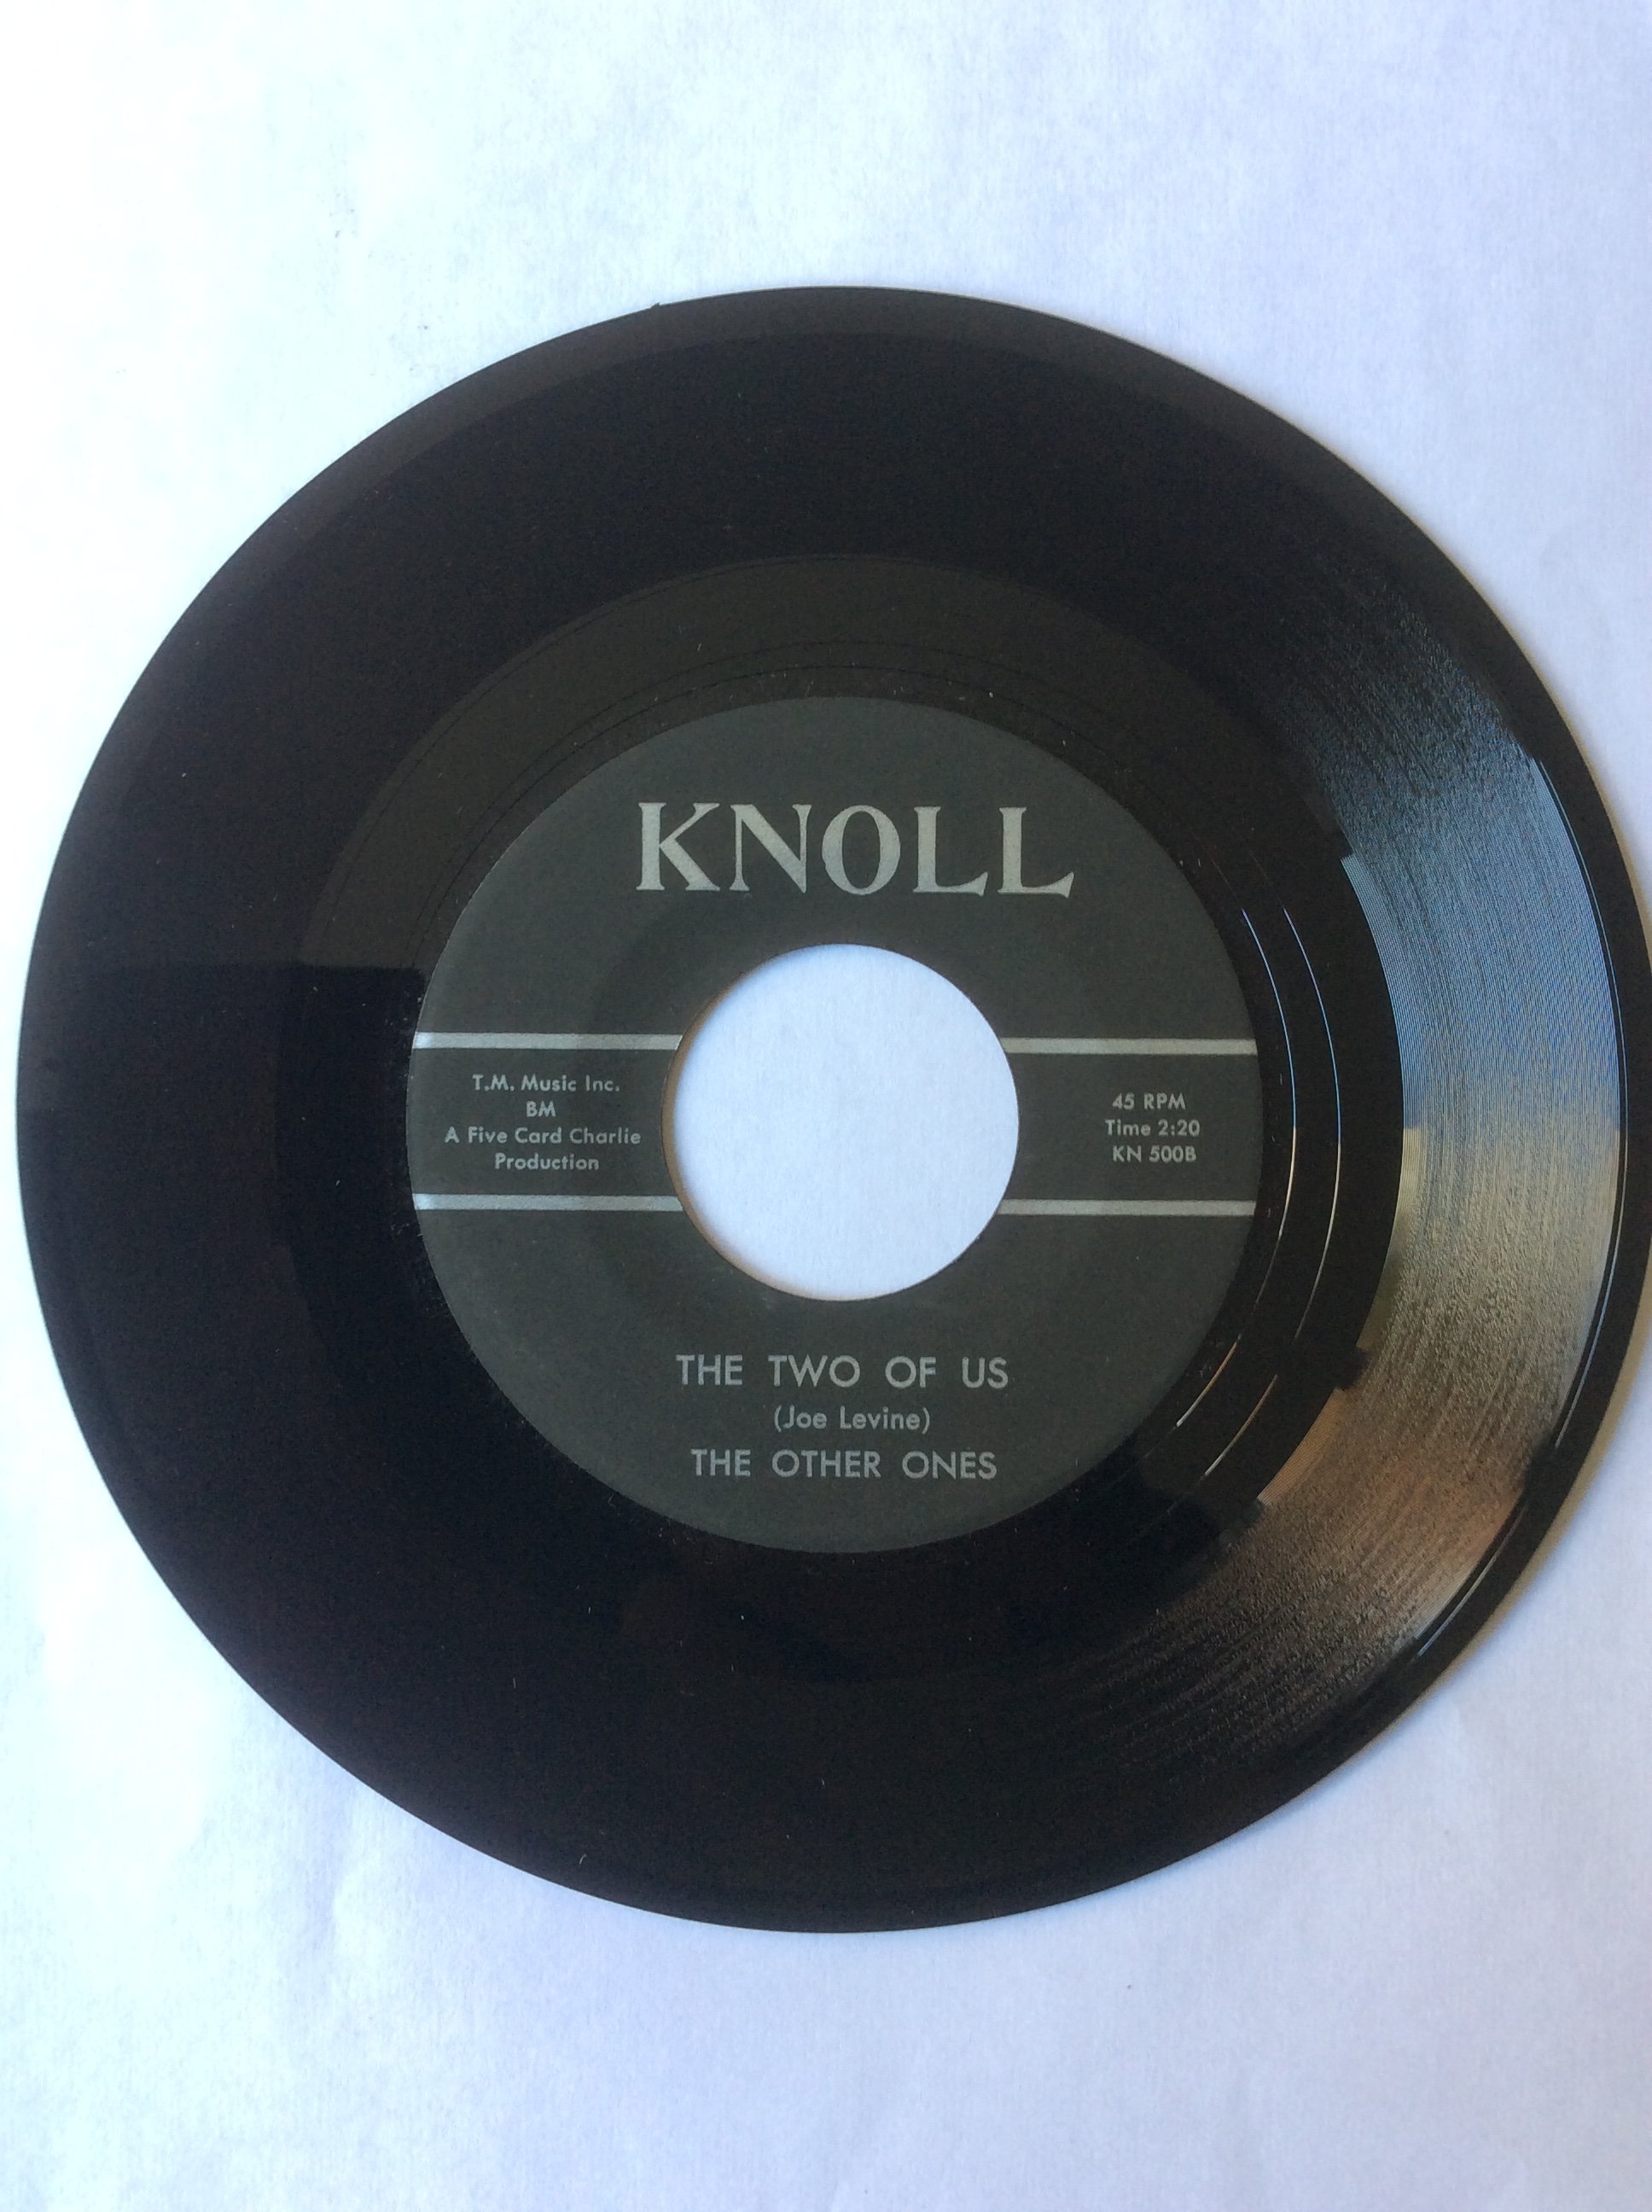 KNOLL
T.M. Music Inc.
BM
A Five Card Charlie
Production
45 RPM
Time 2:20
KN 500B
THE TWO OF US
(Joe Levine)
THE OTHER ONES